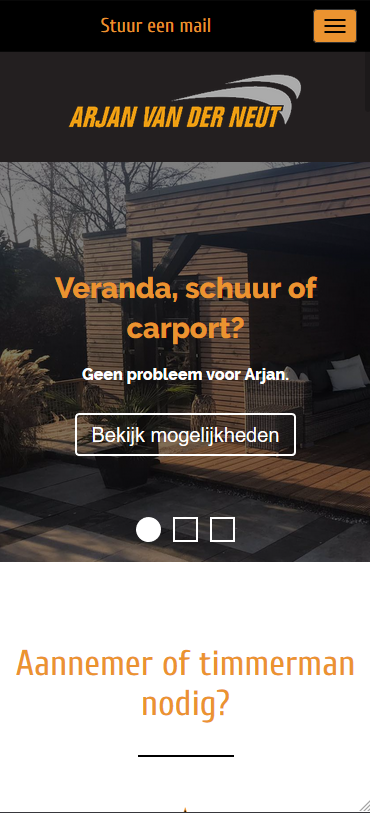 Stuur een mail
ARJAN VAN DER NEUT
Veranda, schuur of
carport?
Geen probleem voor Arjan.
Bekijk mogelijkheden
Aannemer of timmerman
nodig?